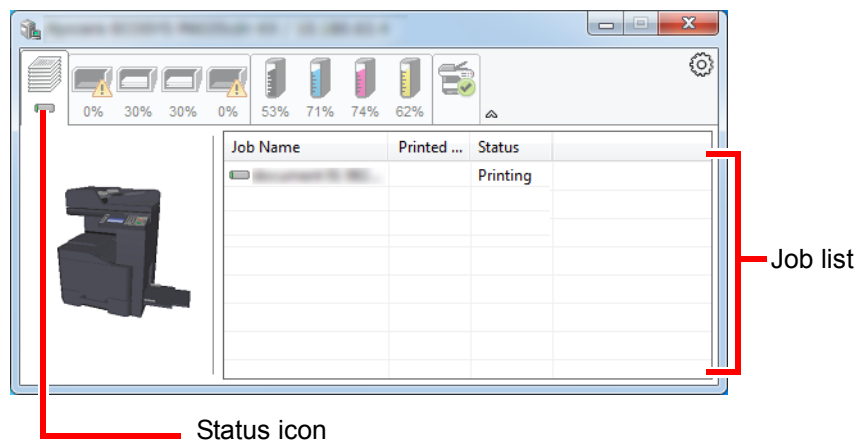 0% 30% 30% 0% 53% 71% 74% 62%
Job Name Printed ... Status
Printing
Job list
Status icon